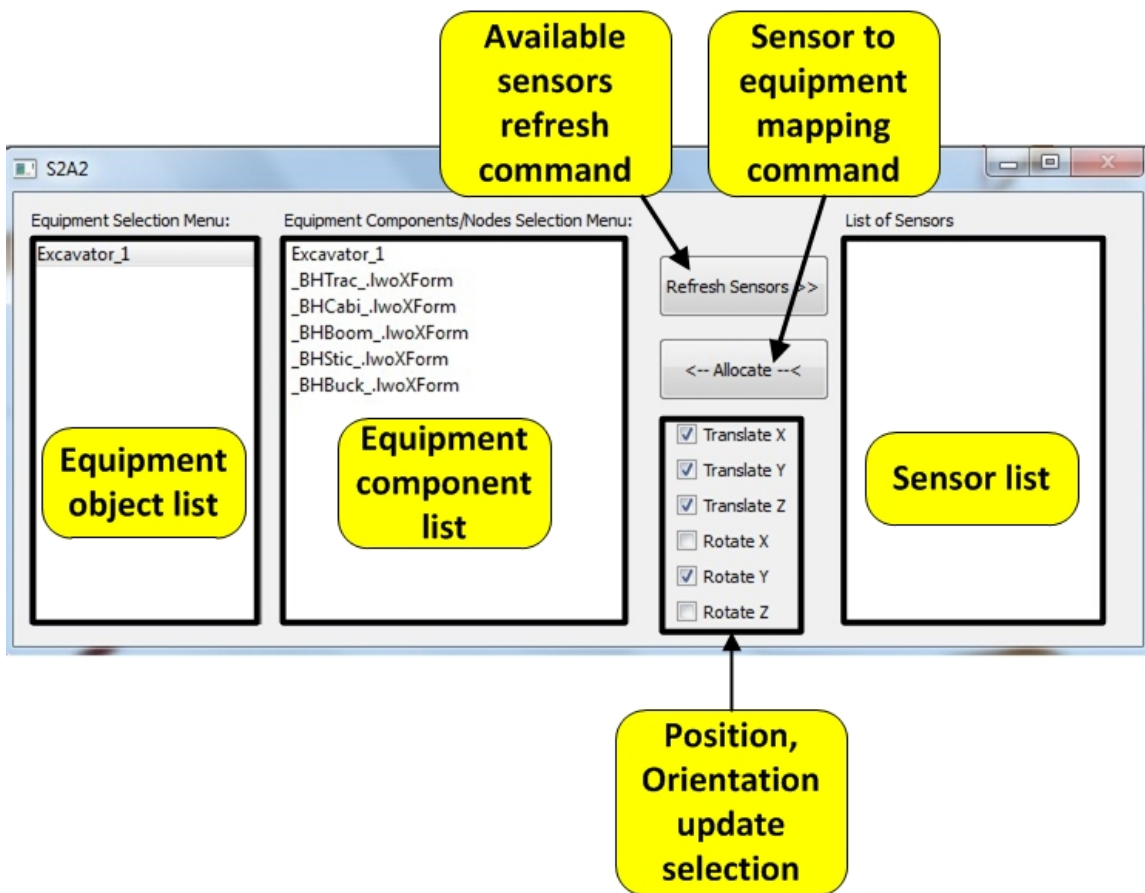 Available
sensors
refresh
command
Sensor to
equipment
mapping
command
S2A2
Equipment Selection Menu:
Equipment Components/Nodes Selection Menu:
List of Sensors
Excavator_1
Excavator_1
_BHTrac_.lwoXForm
_BHCabi_.lwoXForm
_BHBoom_.lwoXForm
_BHStic_.lwoXForm
_BHBuck_.lwoXForm
Refresh Sensors >>
<-- Allocate --<
Translate X
Translate Y
Translate Z
Rotate X
Rotate Y
Rotate Z
Equipment
object list
Equipment
component
list
Sensor list
Position,
Orientation
update
selection